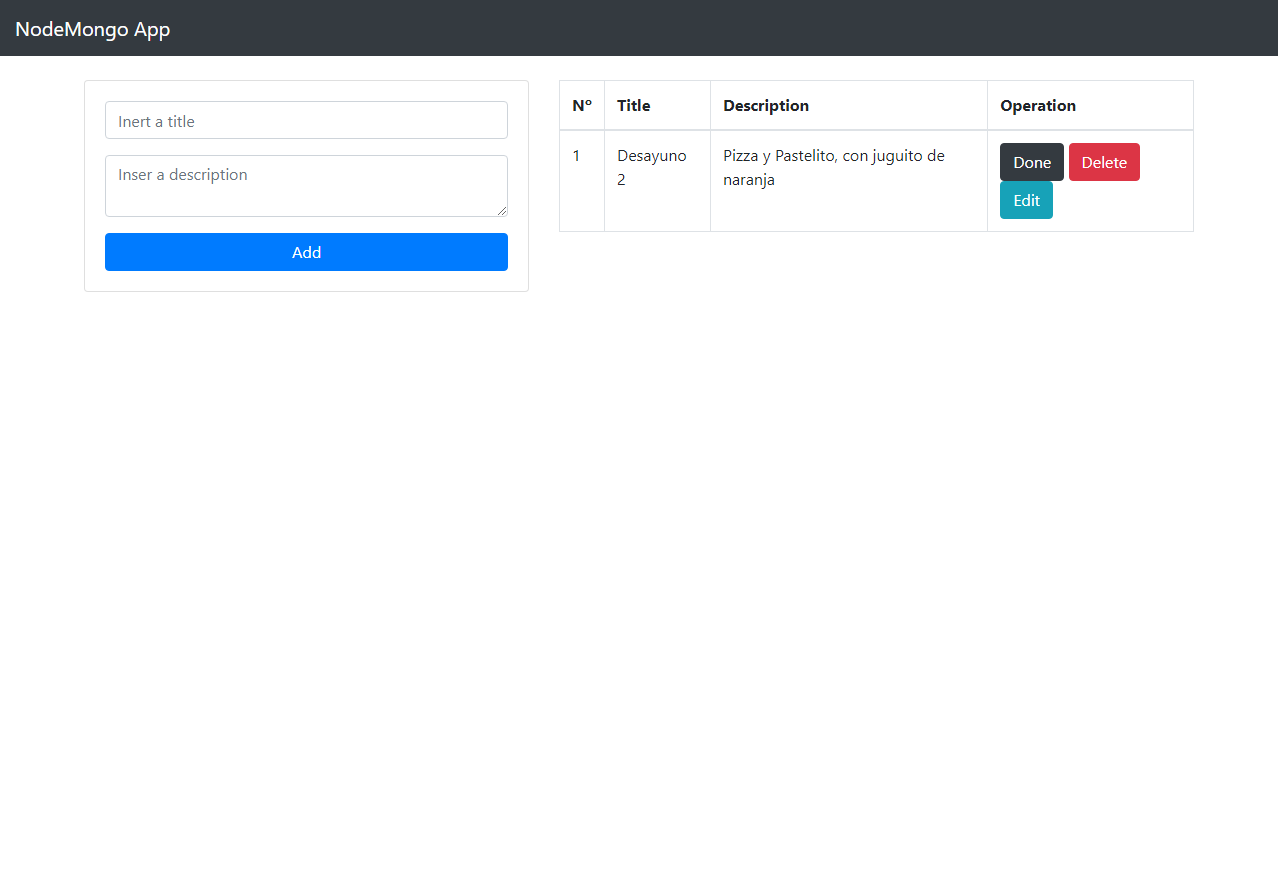 NodeMongo App
Inert a title
Inser a description
Add
Nº Title Description Operation
1 Desayuno 2 Pizza y Pastelito, con juguito de naranja Done Delete Edit